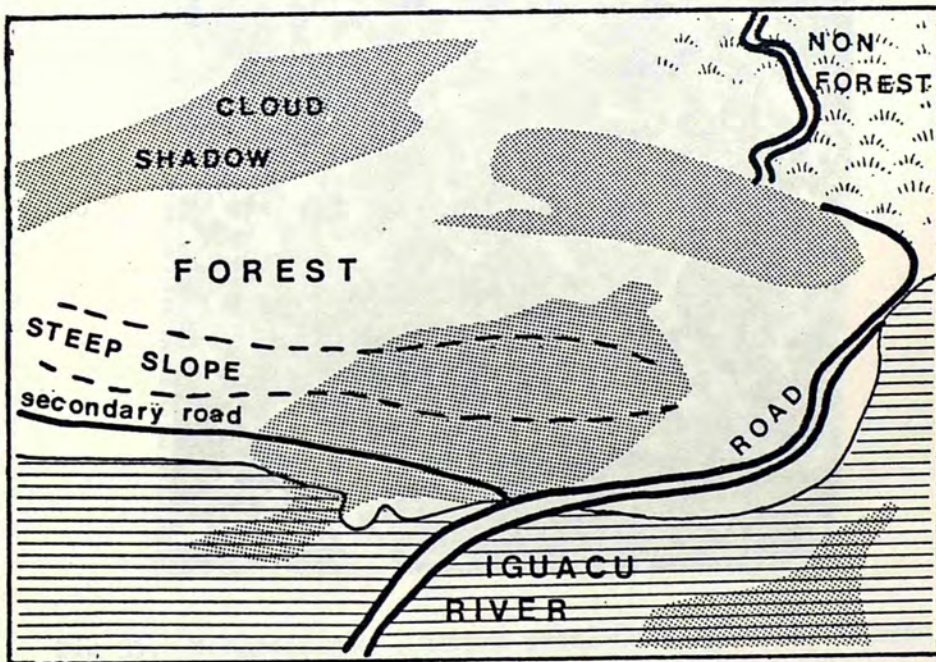 NON
FOREST
CLOUD
SHADOW
FOREST
STEEP SLOPE
secondary road
ROAD
IGUACU
RIVER